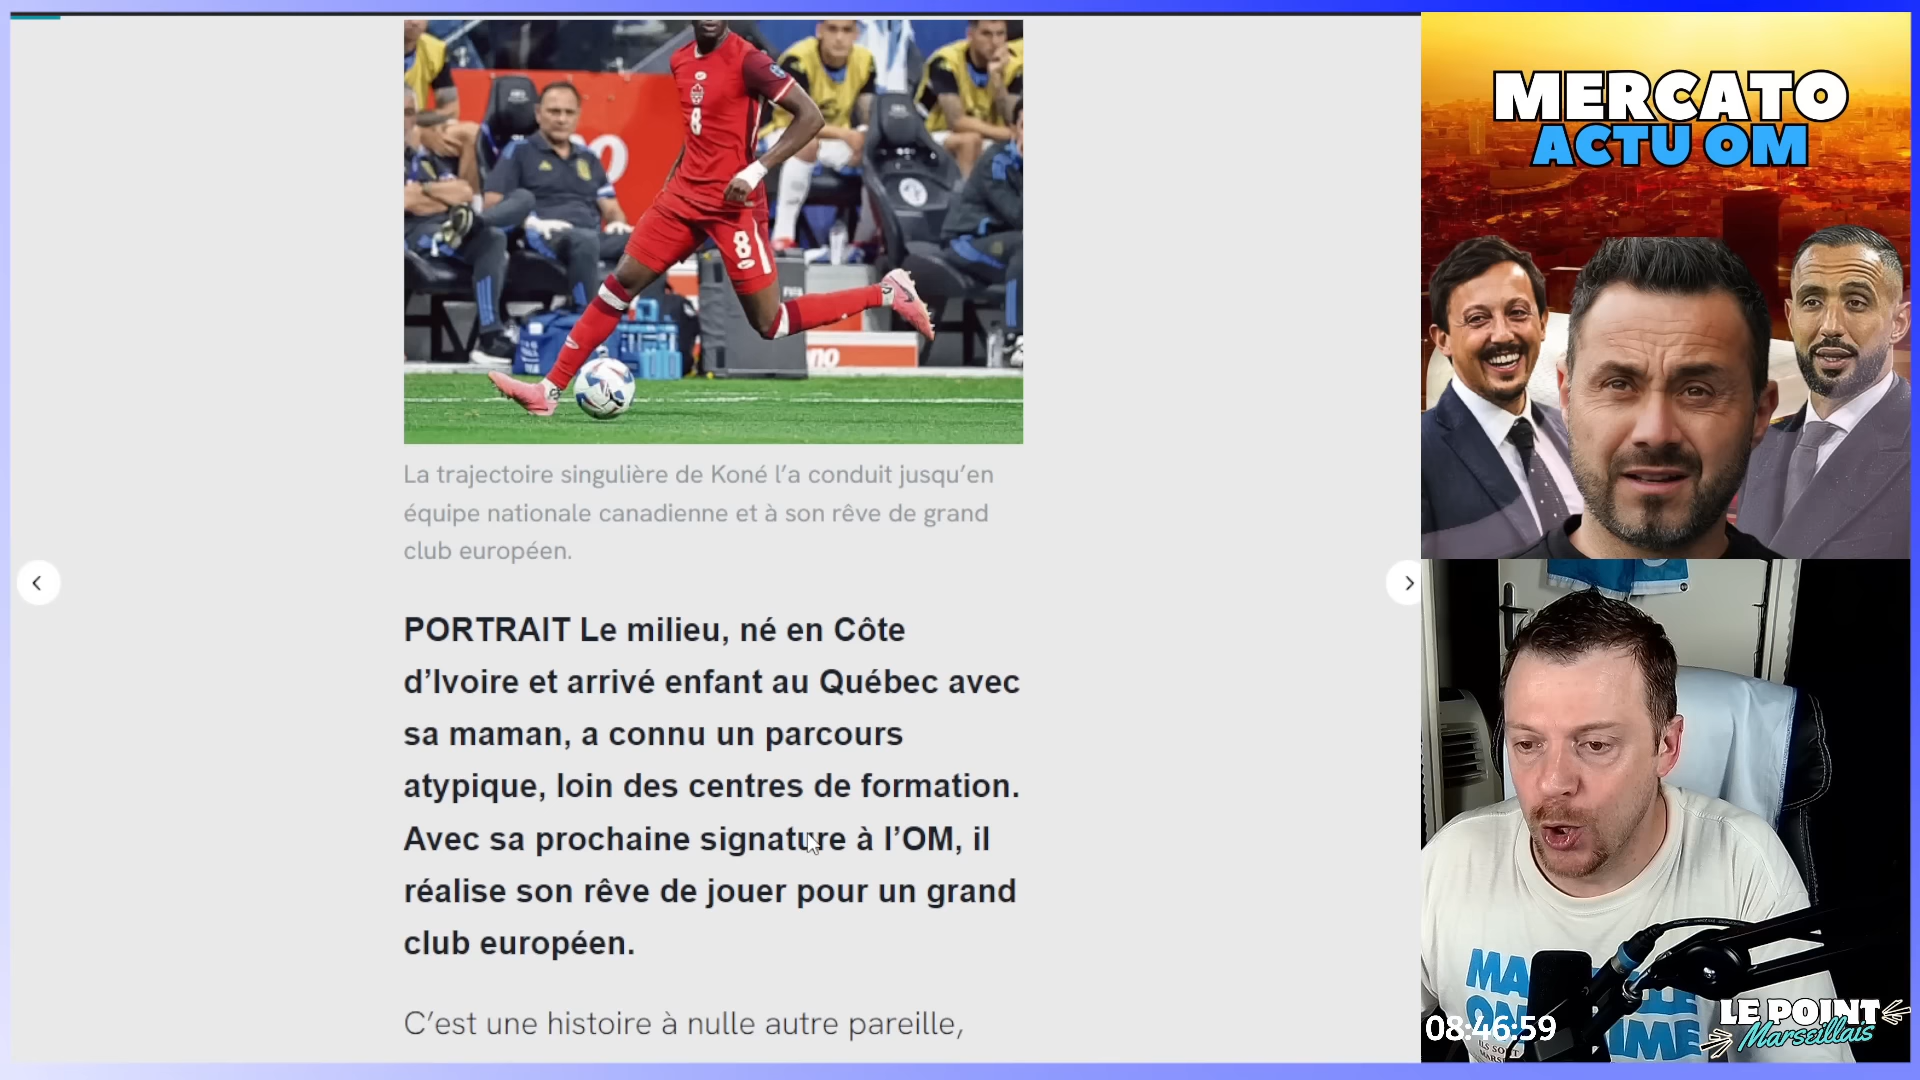 MERCATO
ACTU OM
8
8
La trajectoire singulière de Koné l’a conduit jusqu’en
équipe nationale canadienne et à son rêve de grand
club européen.
PORTRAIT Le milieu, né en Côte
d’Ivoire et arrivé enfant au Québec avec
sa maman, a connu un parcours
atypique, loin des centres de formation.
Avec sa prochaine signature à l’OM, il
réalise son rêve de jouer pour un grand
club européen.
C’est une histoire à nulle autre pareille,
08:46:59
LE POINT
Marseillais